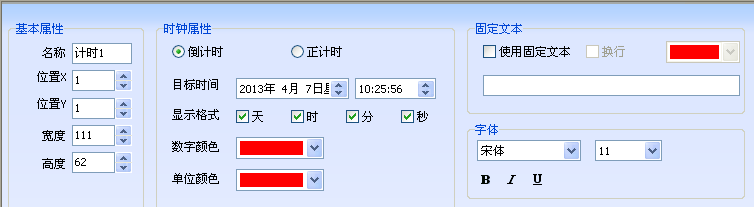 基本属性
名称 计时1
位置X 1
位置Y 1
宽度 111
高度 62
时钟属性
倒计时 正计时
目标时间 2013年 4月 7日 10:25:56
显示格式 天 时 分 秒
数字颜色
单位颜色
固定文本
使用固定文本 换行
字体
宋体 11
B I U